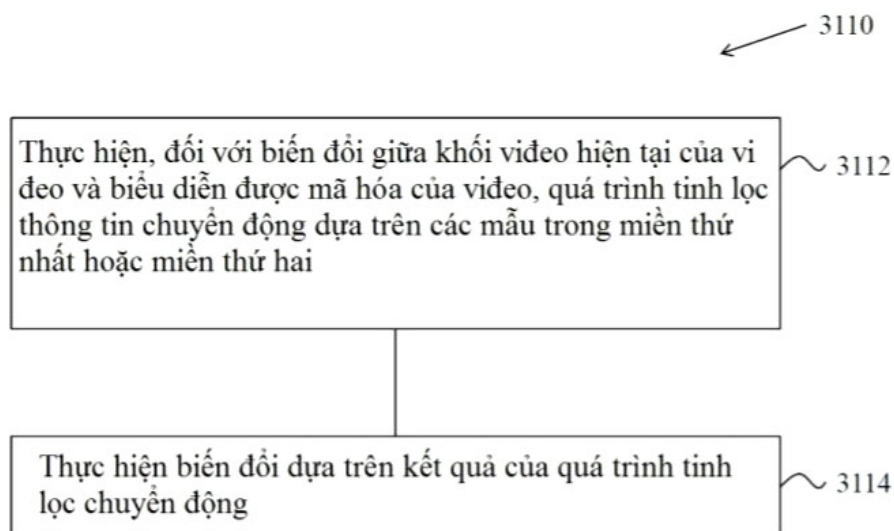 3110
Thực hiện, đối với biến đổi giữa khối viđeo hiện tại của vi
đeo và biểu diễn được mã hóa của viđeo, quá trình tinh lọc
thông tin chuyển động dựa trên các mẫu trong miền thứ
nhất hoặc miền thứ hai
3112
Thực hiện biến đổi dựa trên kết quả của quá trình tinh
lọc chuyển động
3114